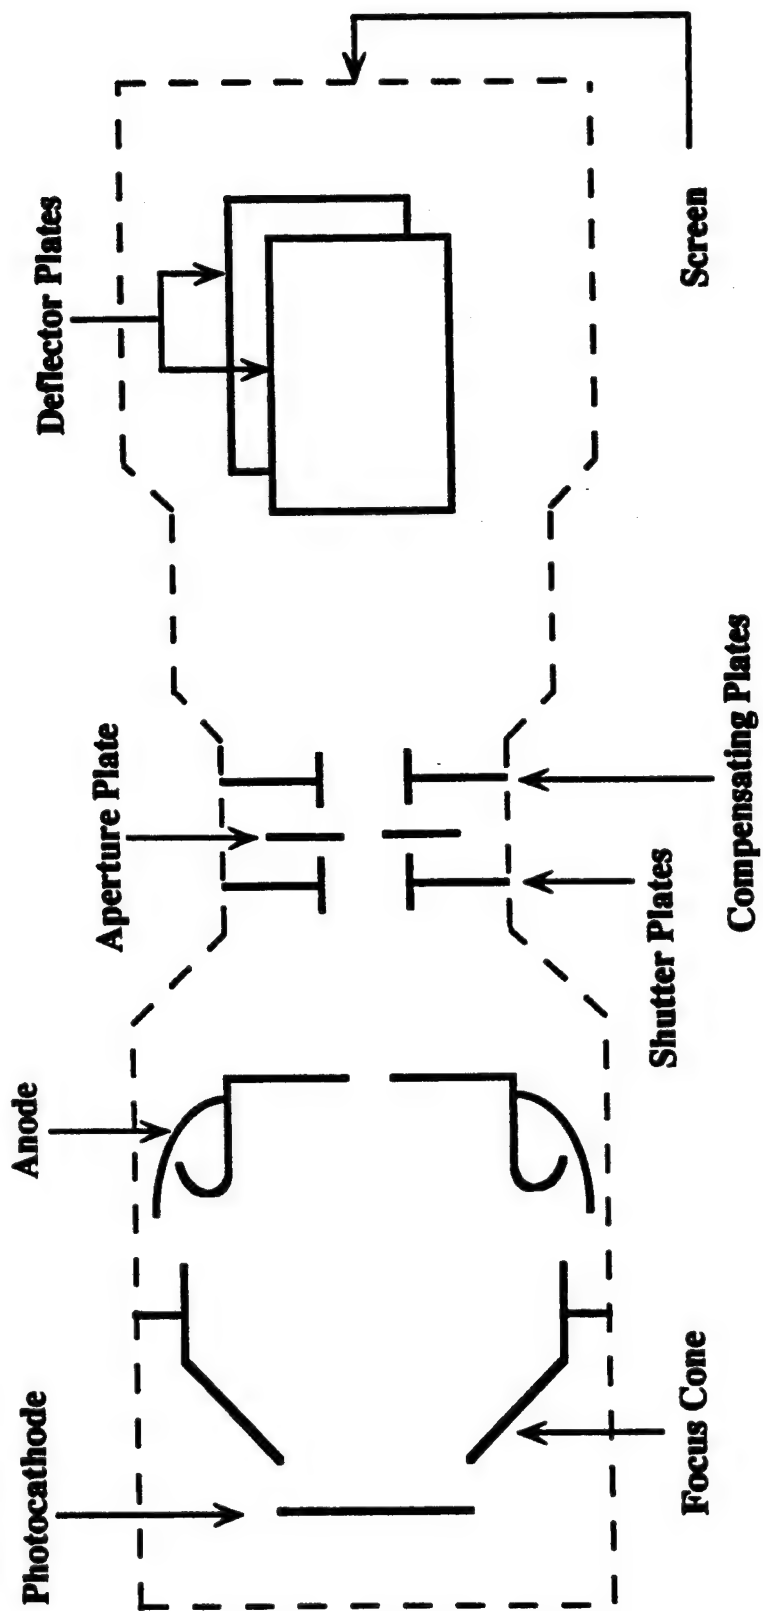 Photocathode
Anode
Aperture Plate
Deflector Plates
Focus Cone
Shutter Plates
Compensating Plates
Screen